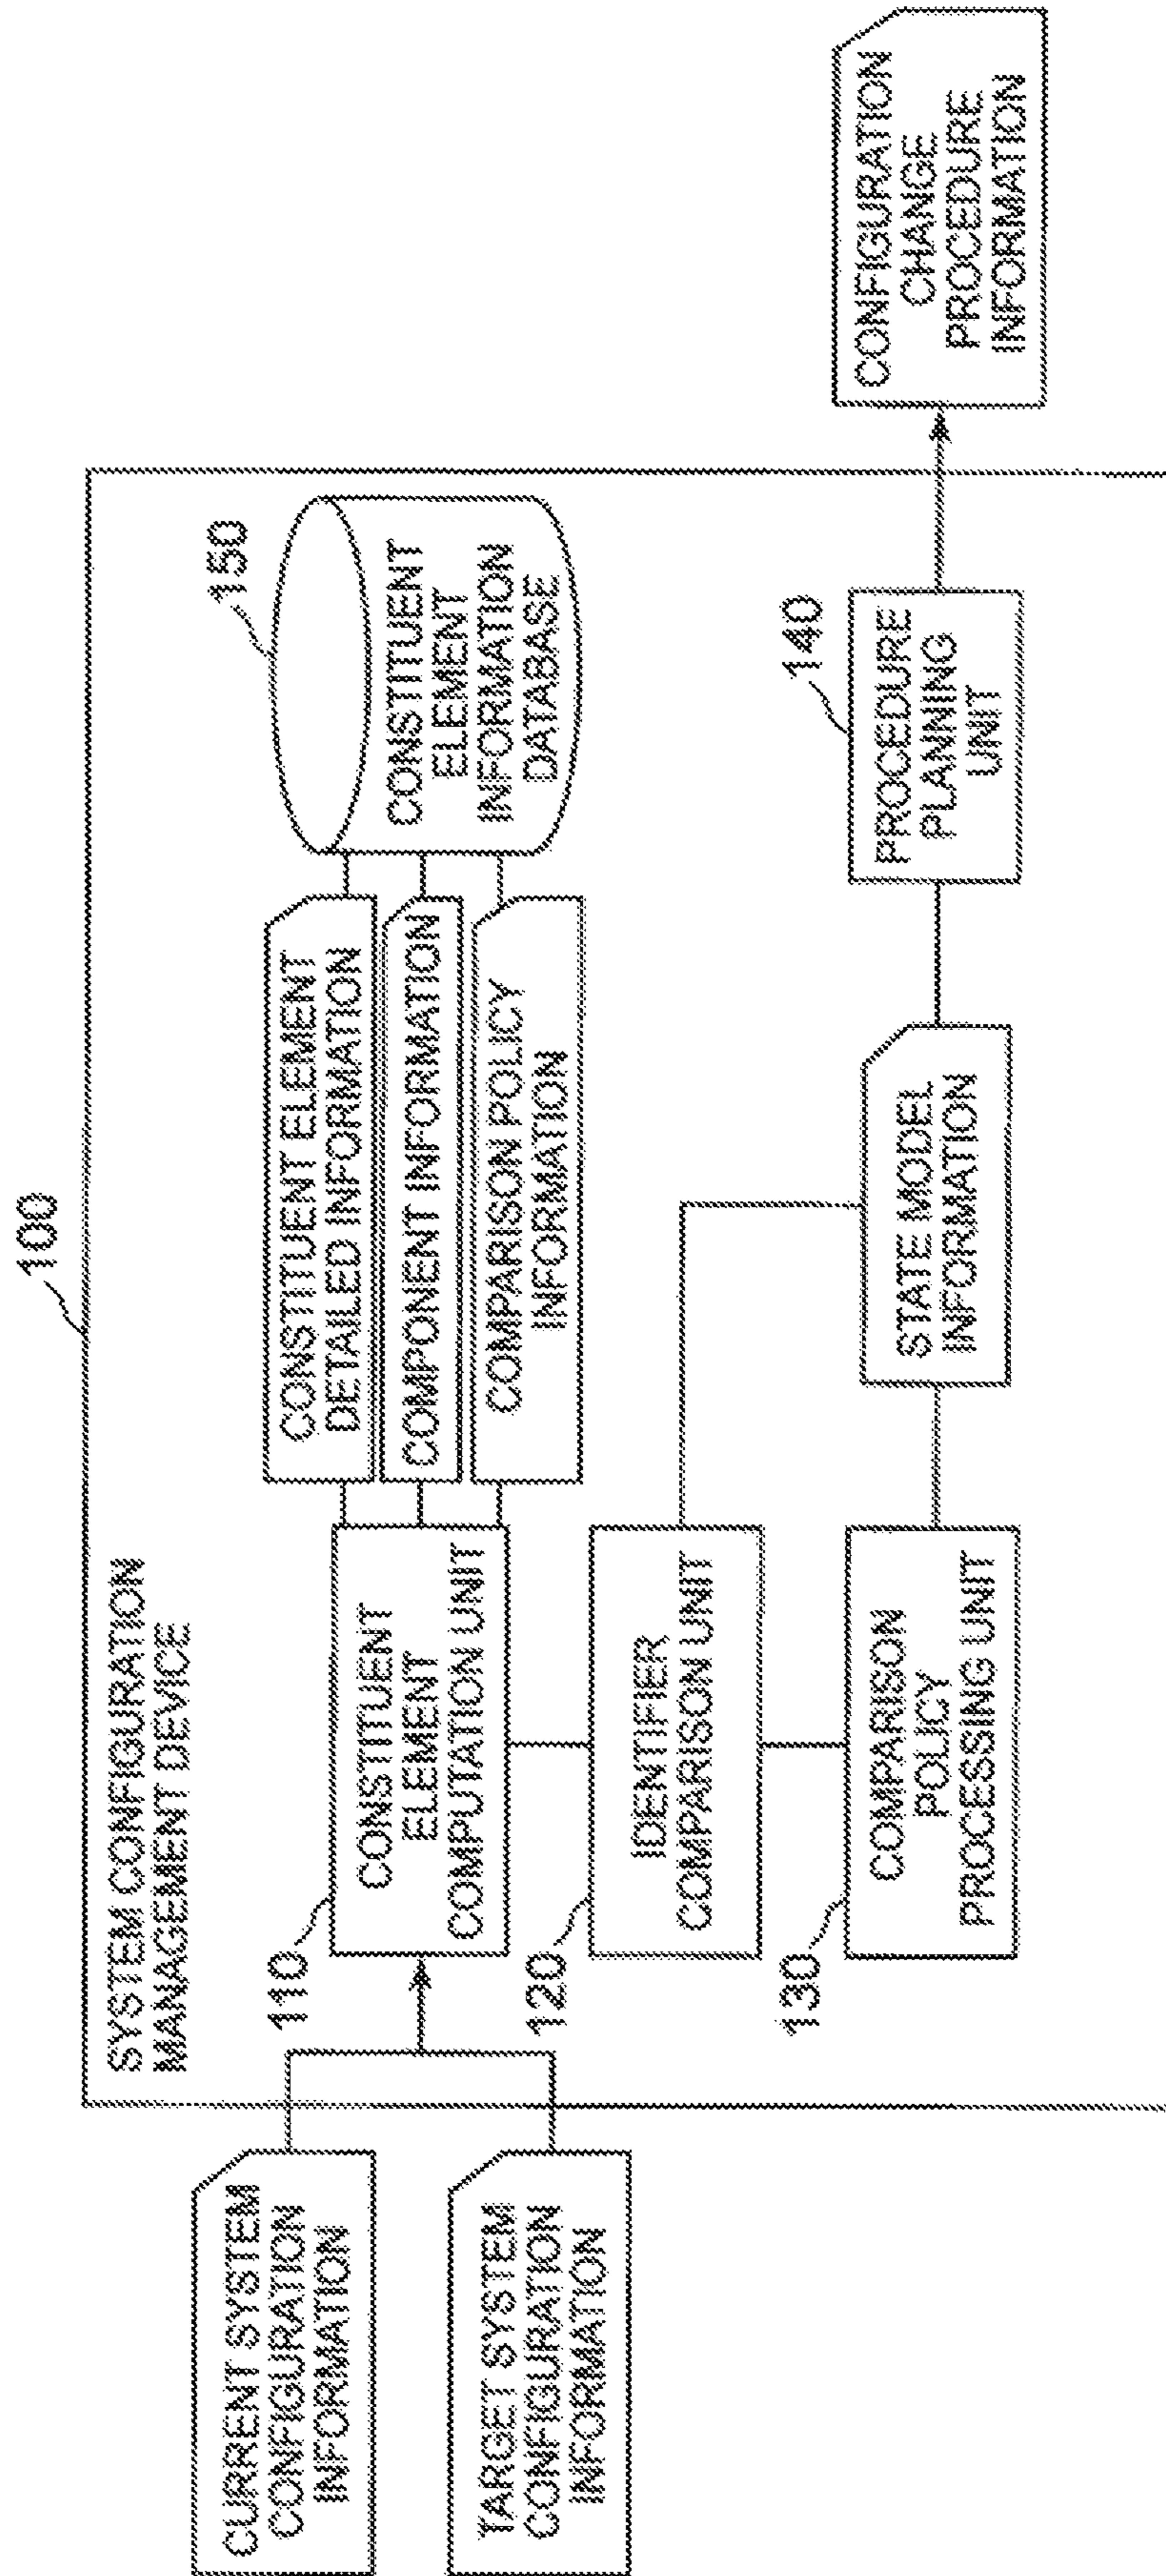 100
SYSTEM CONFIGURATION
MANAGEMENT DEVICE
CURRENT SYSTEM
CONFIGURATION
INFORMATION
TARGET SYSTEM
CONFIGURATION
INFORMATION
110
CONSTITUENT
ELEMENT
COMPUTATION UNIT
CONSTITUENT ELEMENT
DETAILED INFORMATION
COMPONENT INFORMATION
COMPARISON POLICY
INFORMATION
150
CONSTITUENT
ELEMENT
INFORMATION
DATABASE
120
IDENTIFIER
COMPARISON UNIT
130
COMPARISON
POLICY
PROCESSING UNIT
STATE MODEL
INFORMATION
140
PROCEDURE
PLANNING
UNIT
CONFIGURATION
CHANGE
PROCEDURE
INFORMATION